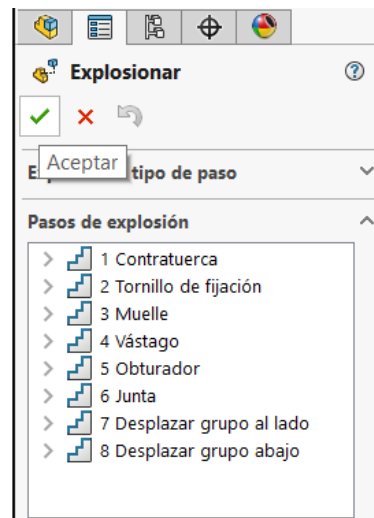 Explosionar
Aceptar
E tipo de paso
Pasos de explosión
1 Contratuerca
2 Tornillo de fijación
3 Muelle
4 Vástago
5 Obturador
6 Junta
7 Desplazar grupo al lado
8 Desplazar grupo abajo